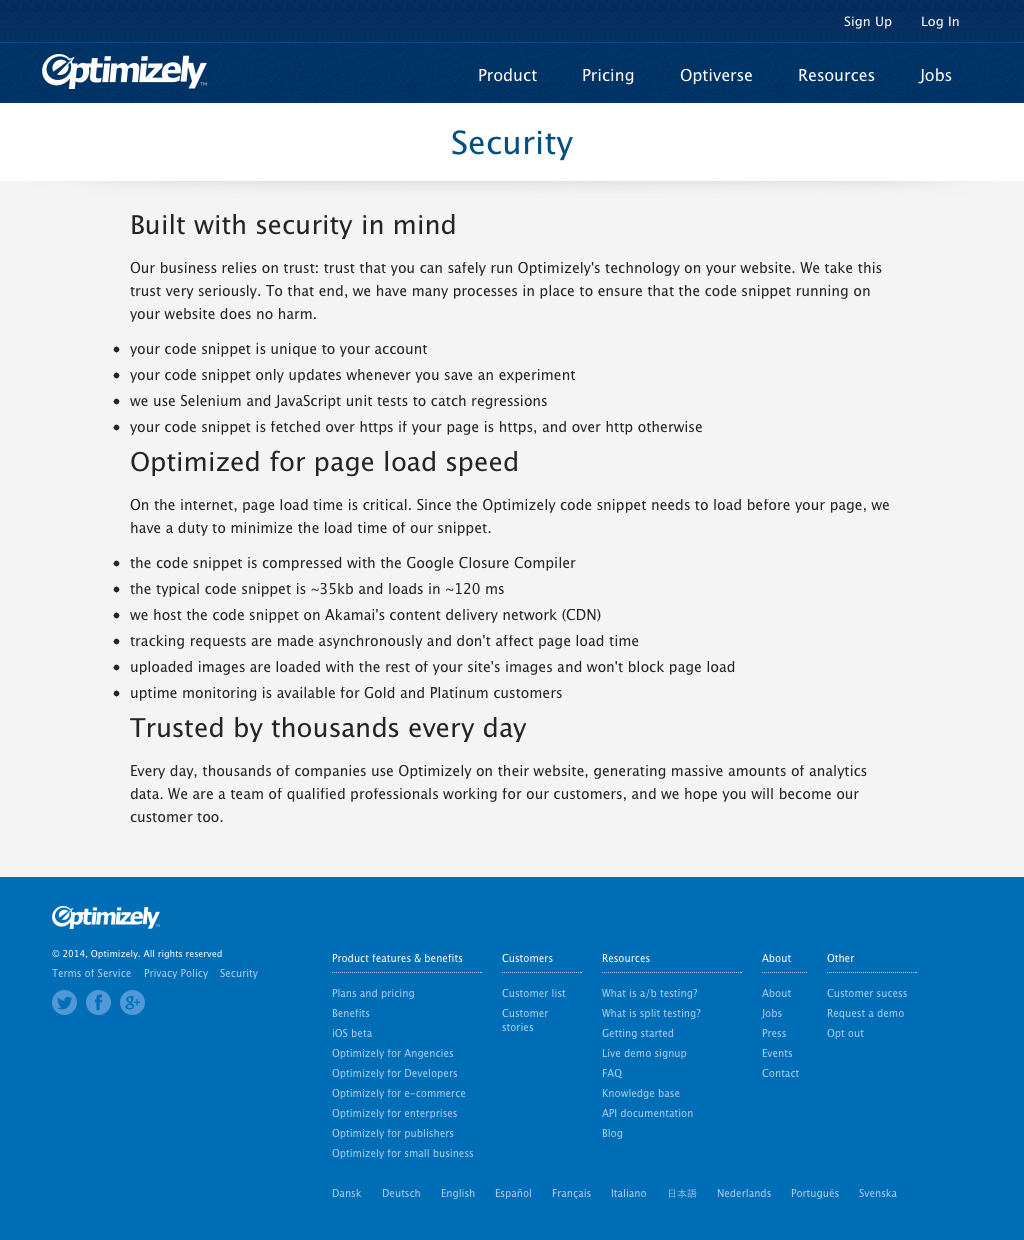 Sign Up Log In
Optimizely™
Product Pricing Optiverse Resources Jobs
Security
Built with security in mind
Our business relies on trust: trust that you can safely run Optimizely's technology on your website. We take this
trust very seriously. To that end, we have many processes in place to ensure that the code snippet running on
your website does no harm.
• your code snippet is unique to your account
• your code snippet only updates whenever you save an experiment
• we use Selenium and JavaScript unit tests to catch regressions
• your code snippet is fetched over https if your page is https, and over http otherwise
Optimized for page load speed
On the internet, page load time is critical. Since the Optimizely code snippet needs to load before your page, we
have a duty to minimize the load time of our snippet.
• the code snippet is compressed with the Google Closure Compiler
• the typical code snippet is ~35kb and loads in ~120 ms
• we host the code snippet on Akamai's content delivery network (CDN)
• tracking requests are made asynchronously and don't affect page load time
• uploaded images are loaded with the rest of your site's images and won't block page load
• uptime monitoring is available for Gold and Platinum customers
Trusted by thousands every day
Every day, thousands of companies use Optimizely on their website, generating massive amounts of analytics
data. We are a team of qualified professionals working for our customers, and we hope you will become our
customer too.
Optimizely
© 2014, Optimizely. All rights reserved
Terms of Service Privacy Policy Security
Product features & benefits
Plans and pricing
Benefits
iOS beta
Optimizely for Angencies
Optimizely for Developers
Optimizely for e-commerce
Optimizely for enterprises
Optimizely for publishers
Optimizely for small business
Customers
Customer list
Customer
stories
Resources
What is a/b testing?
What is split testing?
Getting started
Live demo signup
FAQ
Knowledge base
API documentation
Blog
About
About
Jobs
Press
Events
Contact
Other
Customer sucess
Request a demo
Opt out
Dansk Deutsch English Español Français Italiano 日本語 Nederlands Português Svenska